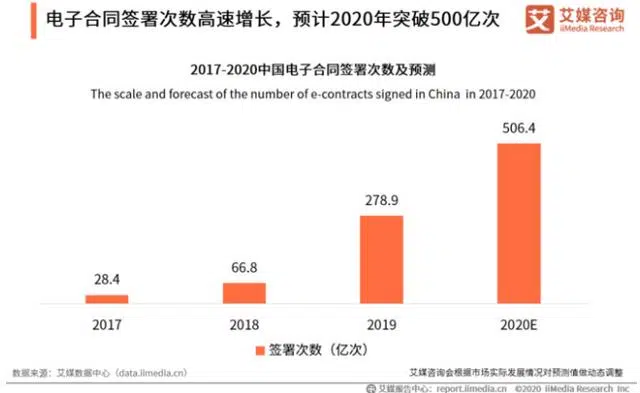 电子合同签署次数高速增长，预计2020年突破500亿次
艾媒咨询
iiMedia Research
2017-2020中国电子合同签署次数及预测
The scale and forecast of the number of e-contracts signed in China in 2017-2020
506.4
278.9
66.8
28.4
2017 2018 2019 2020E
签署次数（亿次）
数据来源：艾媒数据中心（data.iimedia.cn）
艾媒咨询会根据市场实际发展情况对预测值做动态调整
艾媒报告中心：report.iimedia.cn ©2020 iiMedia Research Inc